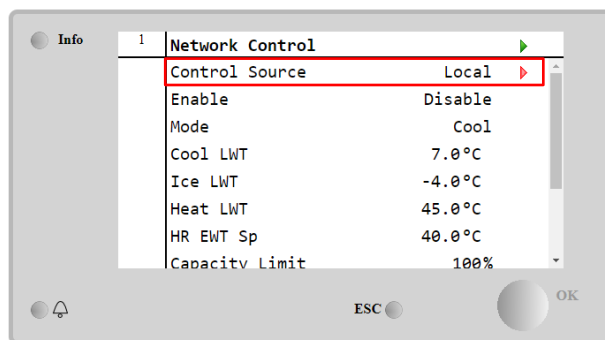 Info
1
Network Control
Control Source Local
Enable Disable
Mode Cool
Cool LWT 7.0°C
Ice LWT -4.0°C
Heat LWT 45.0°C
HR EWT Sp 40.0°C
Capacity Limit 100%
ESC
OK